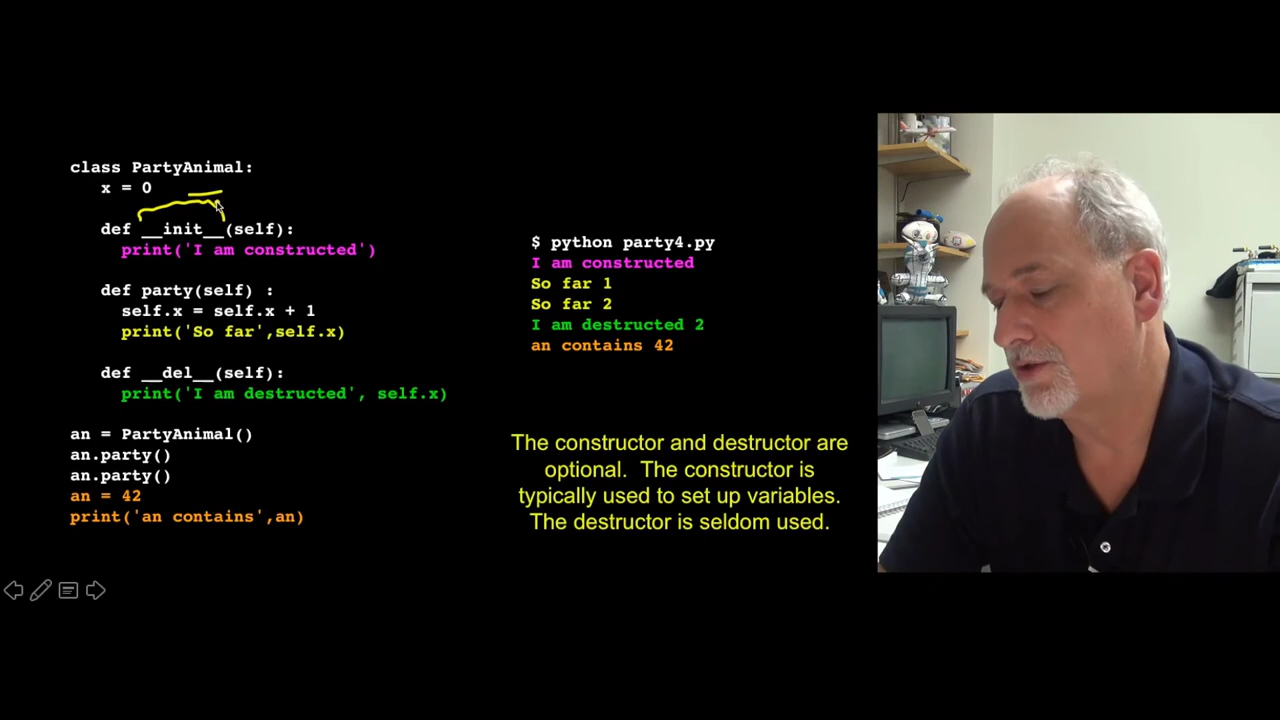 class PartyAnimal:
x = 0
def __init__(self):
print('I am constructed')
def party(self) :
self.x = self.x + 1
print('So far',self.x)
def __del__(self):
print('I am destructed', self.x)
an = PartyAnimal()
an.party()
an.party()
an = 42
print('an contains',an)
$ python party4.py
I am constructed
So far 1
So far 2
I am destructed 2
an contains 42
The constructor and destructor are
optional.  The constructor is
typically used to set up variables.
The destructor is seldom used.